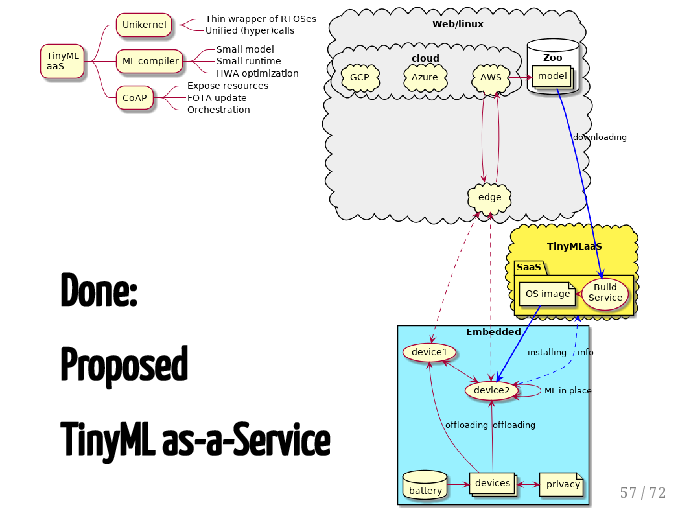 TinyML
aaS
Unikernel
Thin wrapper of RTOSes
Unified (hyper)calls
ML compiler
Small model
Small runtime
HWA optimization
CoAP
Expose resources
FOTA update
Orchestration
Web/linux
cloud
GCP
Azure
AWS
Zoo
model
downloading
edge
TinyMLaaS
SaaS
OS image
Build
Service
Embedded
device1
installing
info
device2
ML in place
offloading
offloading
battery
devices
privacy
Done:
Proposed
TinyML as-a-Service
57 / 72